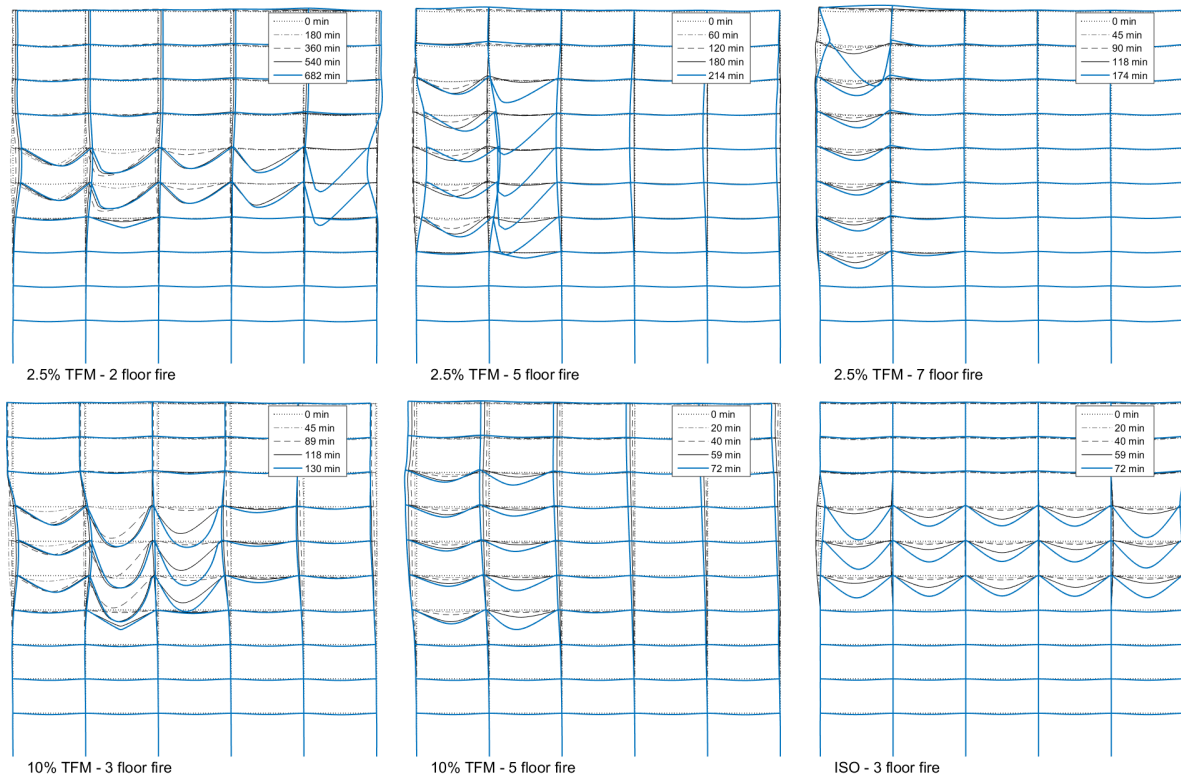 0 min
180 min
360 min
540 min
682 min
2.5% TFM - 2 floor fire
0 min
60 min
120 min
180 min
214 min
2.5% TFM - 5 floor fire
0 min
45 min
90 min
118 min
174 min
2.5% TFM - 7 floor fire
0 min
45 min
89 min
118 min
130 min
10% TFM - 3 floor fire
0 min
20 min
40 min
59 min
72 min
10% TFM - 5 floor fire
0 min
20 min
40 min
59 min
72 min
ISO - 3 floor fire